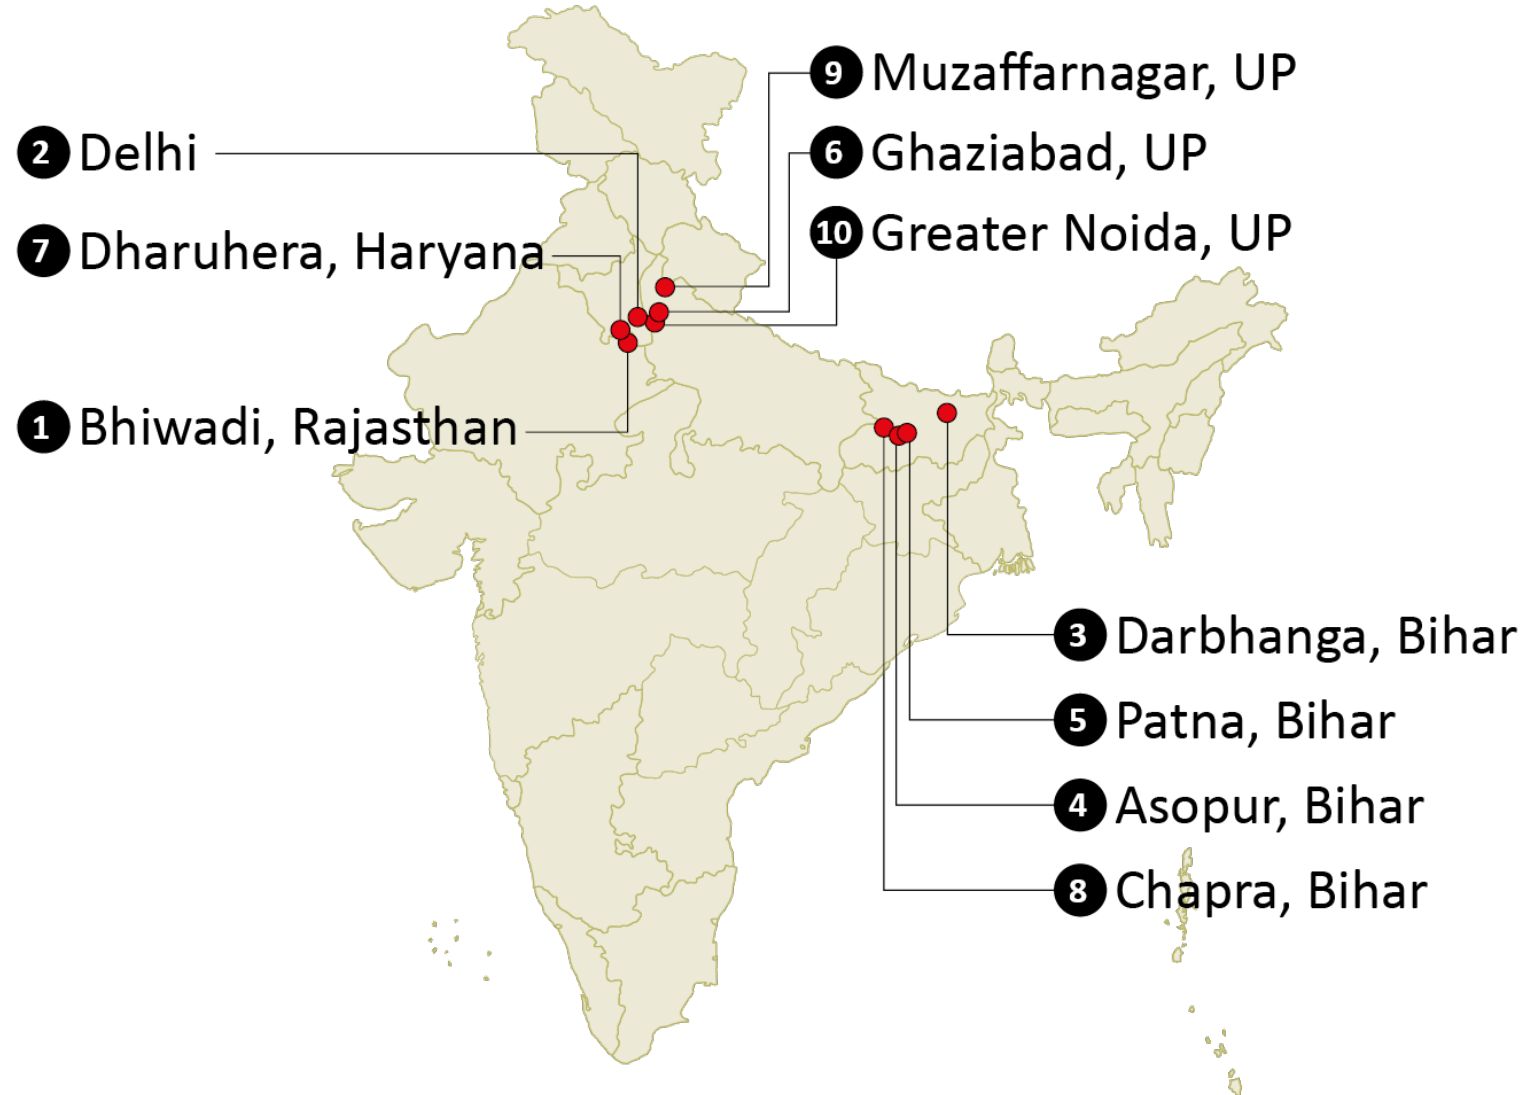 9 Muzaffarnagar, UP
2 Delhi
6 Ghaziabad, UP
7 Dharuhera, Haryana
10 Greater Noida, UP
1 Bhiwadi, Rajasthan
3 Darbhanga, Bihar
5 Patna, Bihar
4 Asopur, Bihar
8 Chapra, Bihar